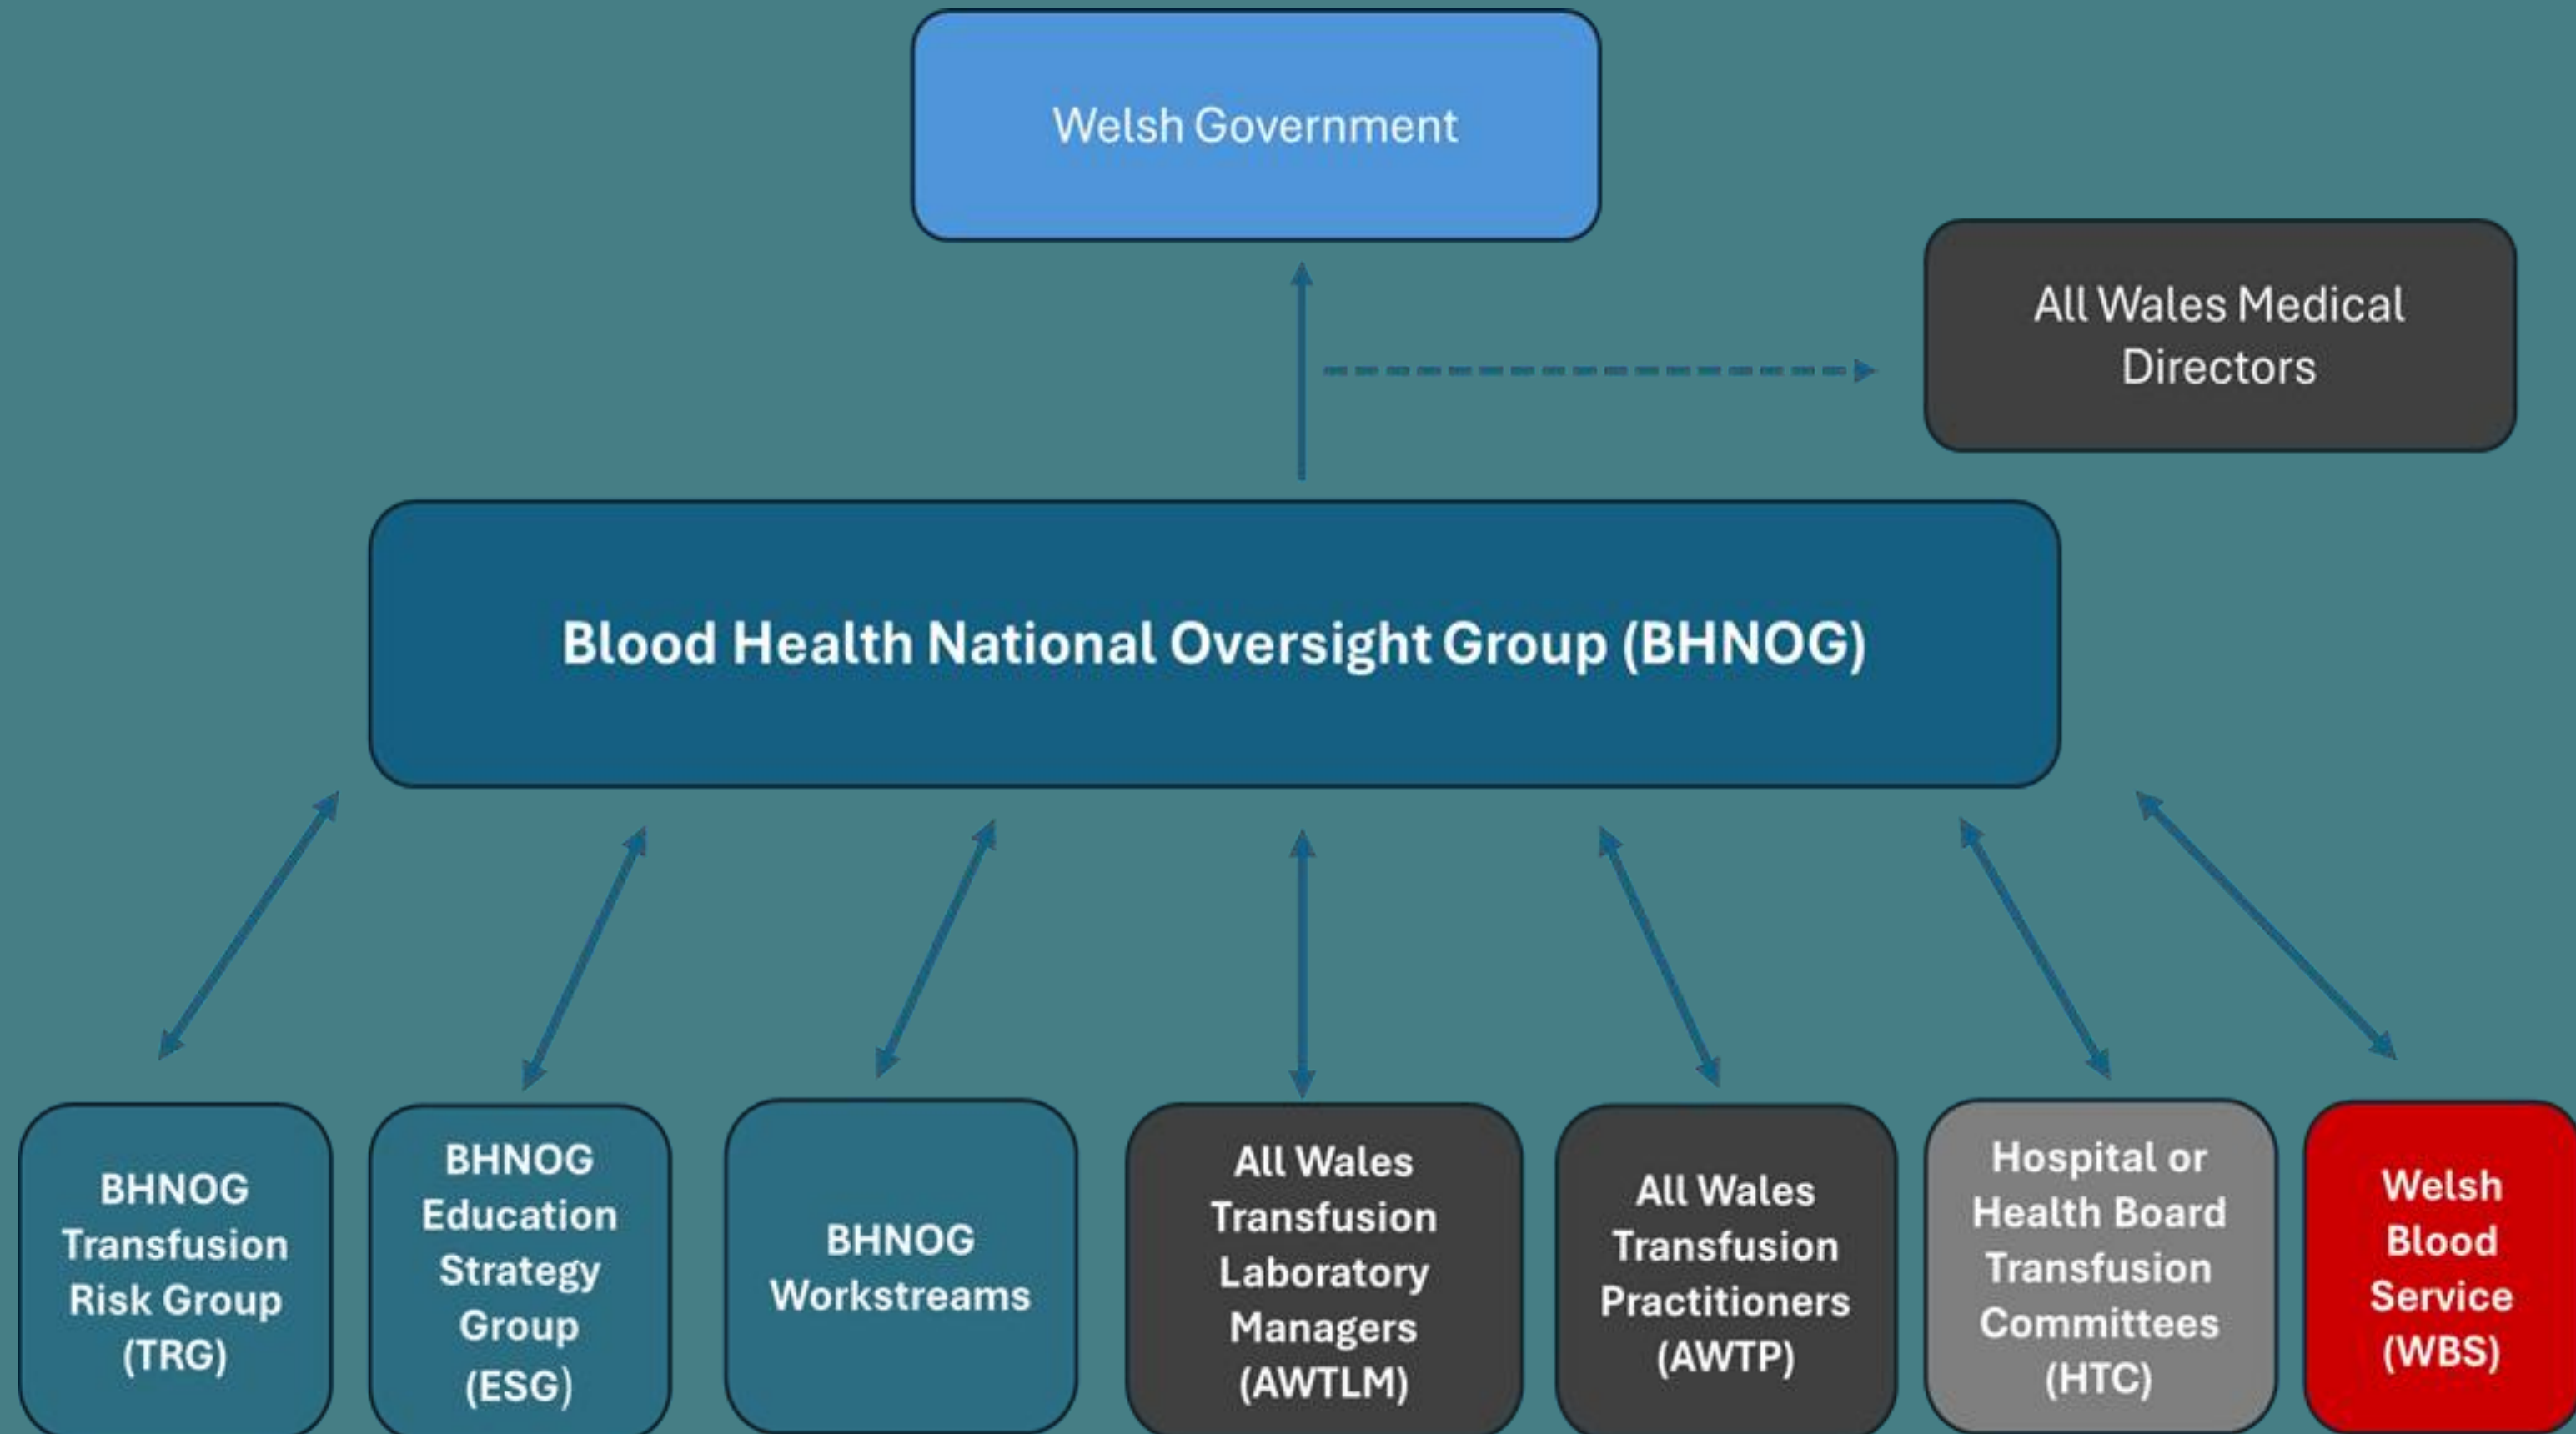 Welsh Government
All Wales Medical
Directors
Blood Health National Oversight Group (BHNOG)
BHNOG
Transfusion
Risk Group
(TRG)
BHNOG
Education
Strategy
Group
(ESG)
BHNOG
Workstreams
All Wales
Transfusion
Laboratory
Managers
(AWTLM)
All Wales
Transfusion
Practitioners
(AWTP)
Hospital or
Health Board
Transfusion
Committees
(HTC)
Welsh
Blood
Service
(WBS)